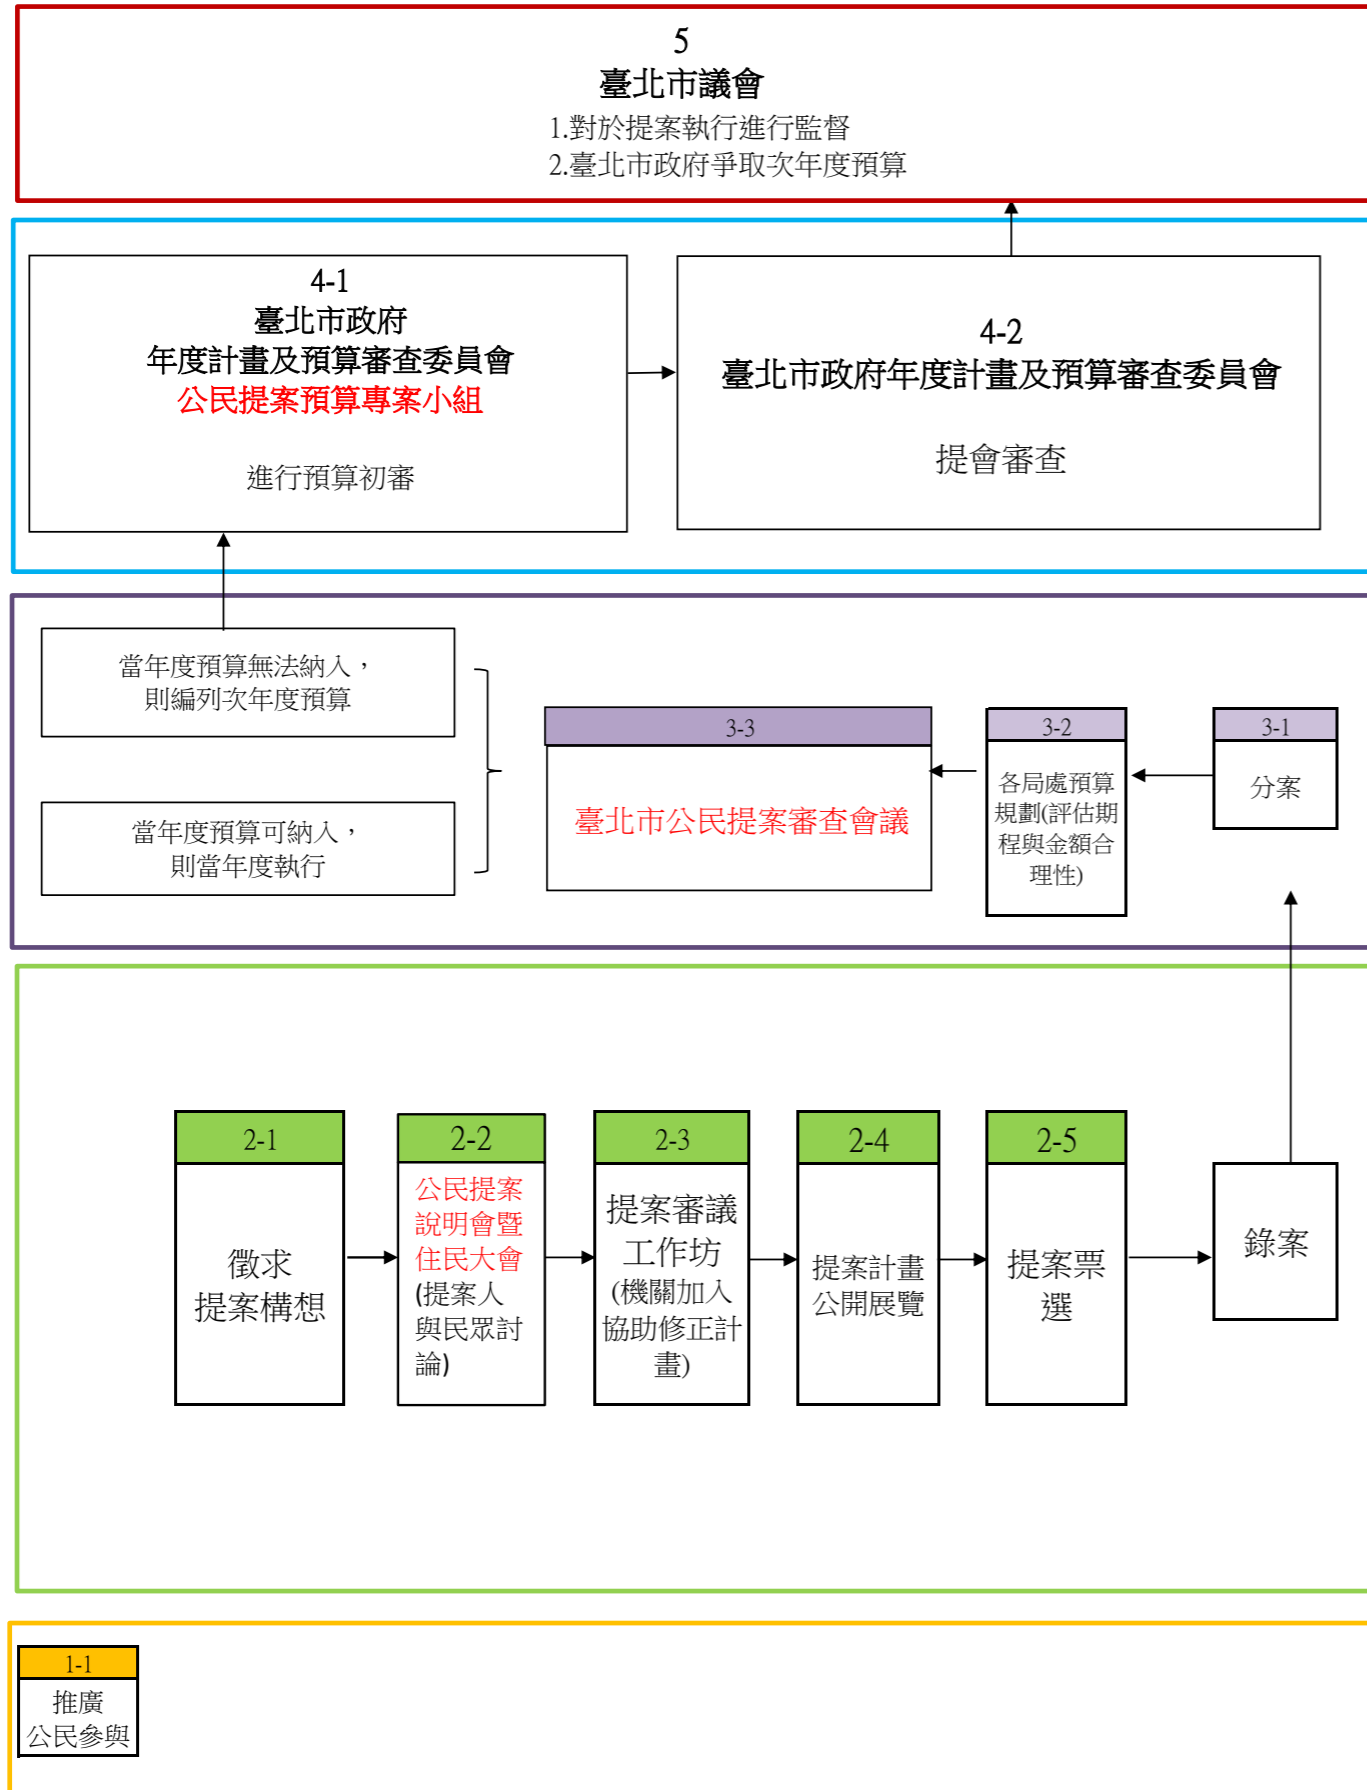 5
臺北市議會
1.對於提案執行進行監督
2.臺北市政府爭取次年度預算
4-1
臺北市政府
年度計畫及預算審查委員會
公民提案預算專案小組
進行預算初審
4-2
臺北市政府年度計畫及預算審查委員會
提會審查
當年度預算無法納入，
則編列次年度預算
當年度預算可納入，
則當年度執行
3-3
臺北市公民提案審查會議
3-2
各局處預算
規劃(評估期
程與金額合
理性)
3-1
分案
2-1
徵求
提案構想
2-2
公民提案
說明會暨
住民大會
(提案人
與民眾討
論)
2-3
提案審議
工作坊
(機關加入
協助修正計
畫)
2-4
提案計畫
公開展覽
2-5
提案票
選
錄案
1-1
推廣
公民參與